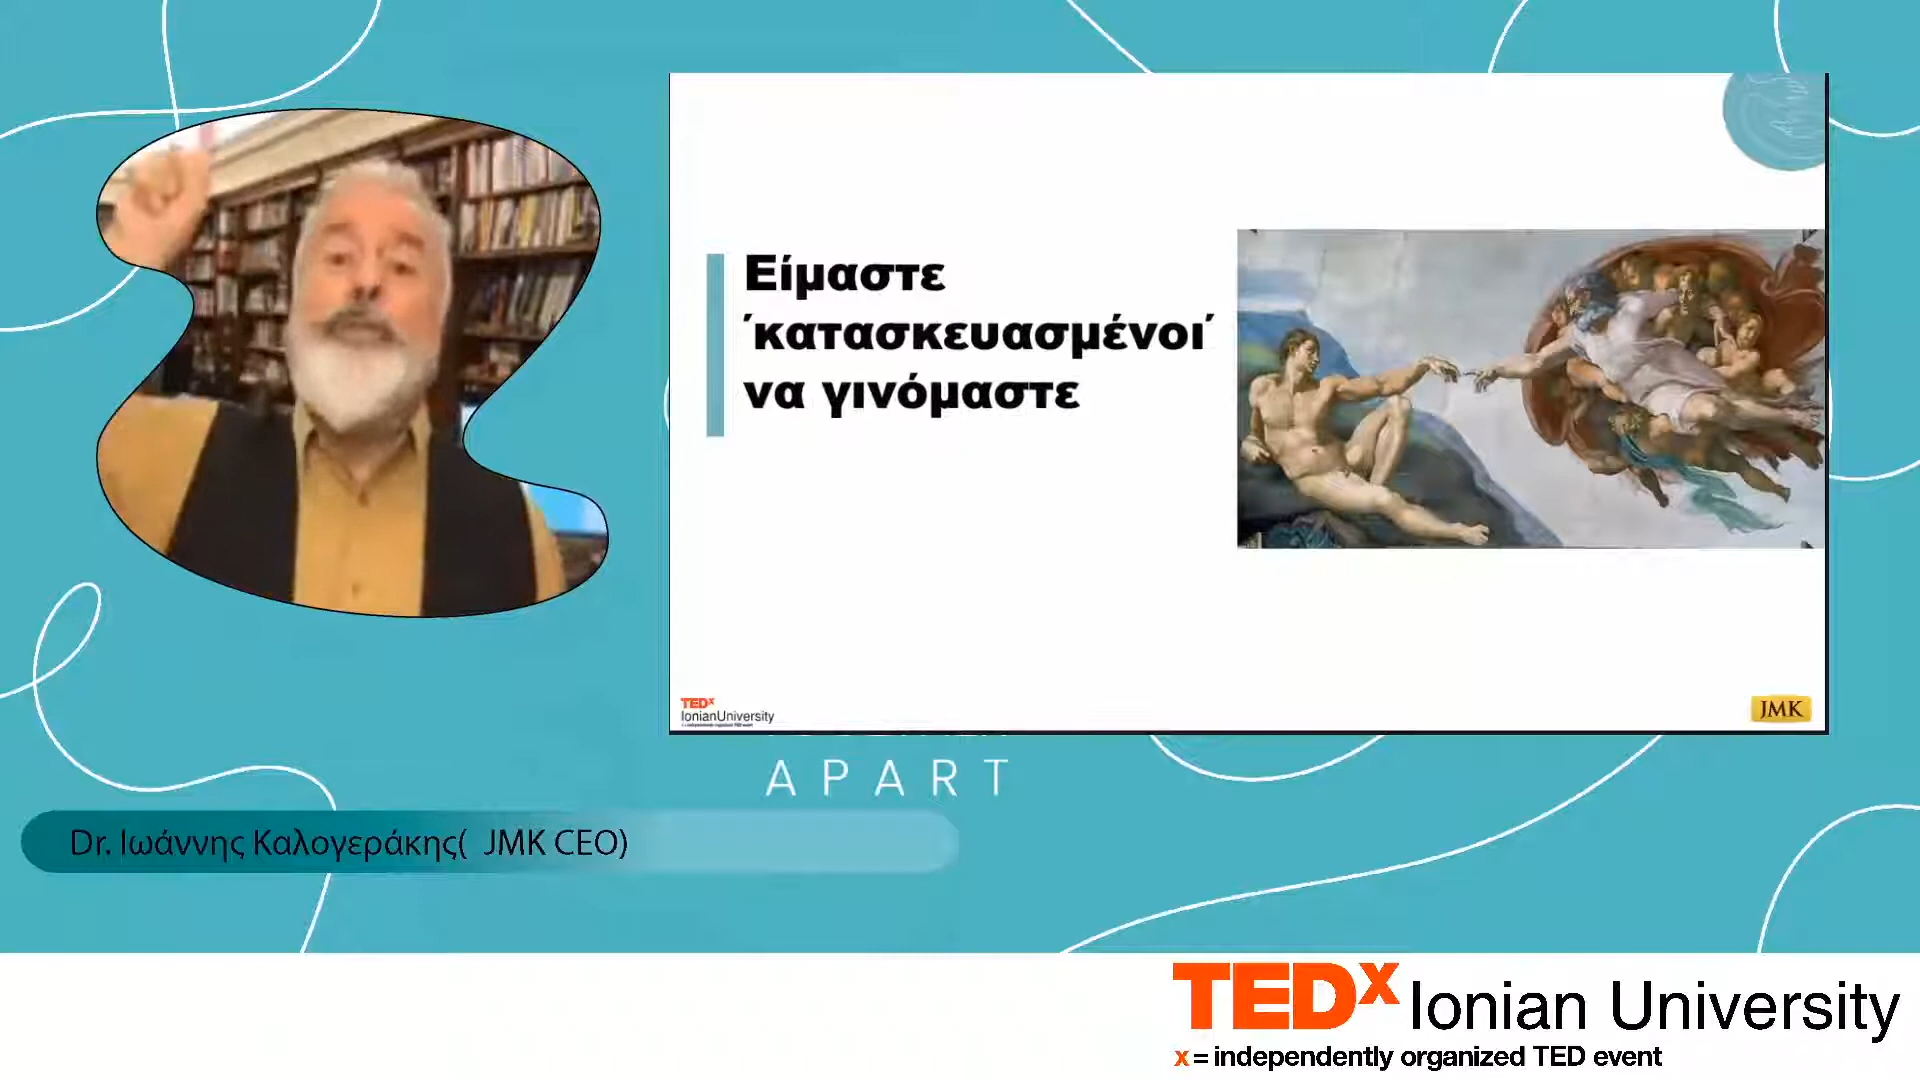 Είμαστε
΄κατασκευασμένοι΄
να γινόμαστε
TEDx
IonianUniversity
JMK
APART
Dr. Ιωάννης Καλογεράκης( JMK CEO)
TEDx Ionian University
x = independently organized TED event